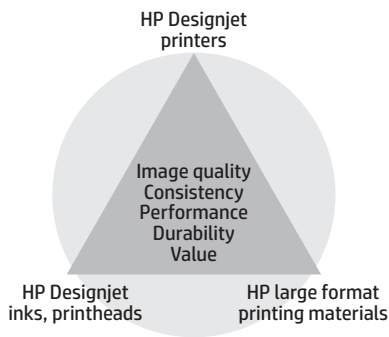 HP Designjet
printers
Image quality
Consistency
Performance
Durability
Value
HP Designjet
inks, printheads
HP large format
printing materials